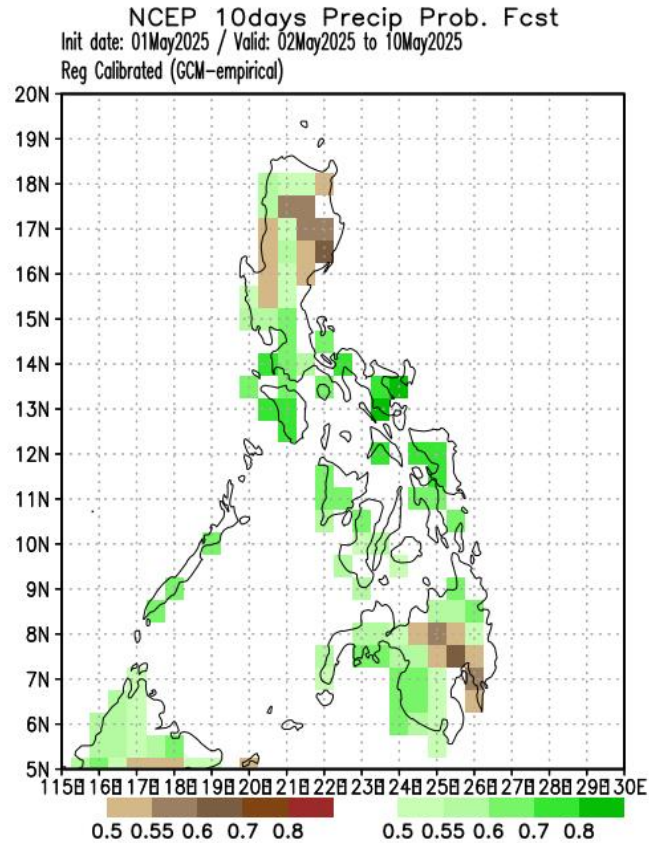 NCEP 10days Precip Prob. Fcst
Init date: 01May2025 / Valid: 02May2025 to 10May2025
Reg Calibrated (GCM-empirical)
20N
19N
18N
17N
16N
15N
14N
13N
12N
11N
10N
9N
8N
7N
6N
5N
115E 116E 117E 118E 119E 120E 121E 122E 123E 124E 125E 126E 127E 128E 129E 130E
0.5 0.55 0.6 0.7 0.8 0.5 0.55 0.6 0.7 0.8